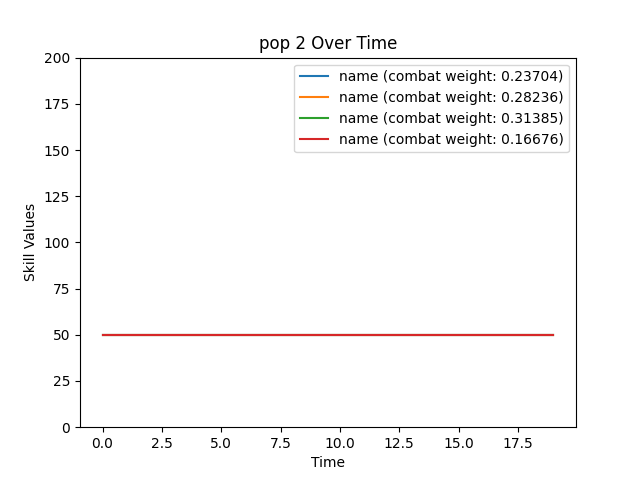 pop 2 Over Time
name (combat weight: 0.23704)
name (combat weight: 0.28236)
name (combat weight: 0.31385)
name (combat weight: 0.16676)
200
175
150
125
100
75
50
25
0
Skill Values
0.0 2.5 5.0 7.5 10.0 12.5 15.0 17.5
Time